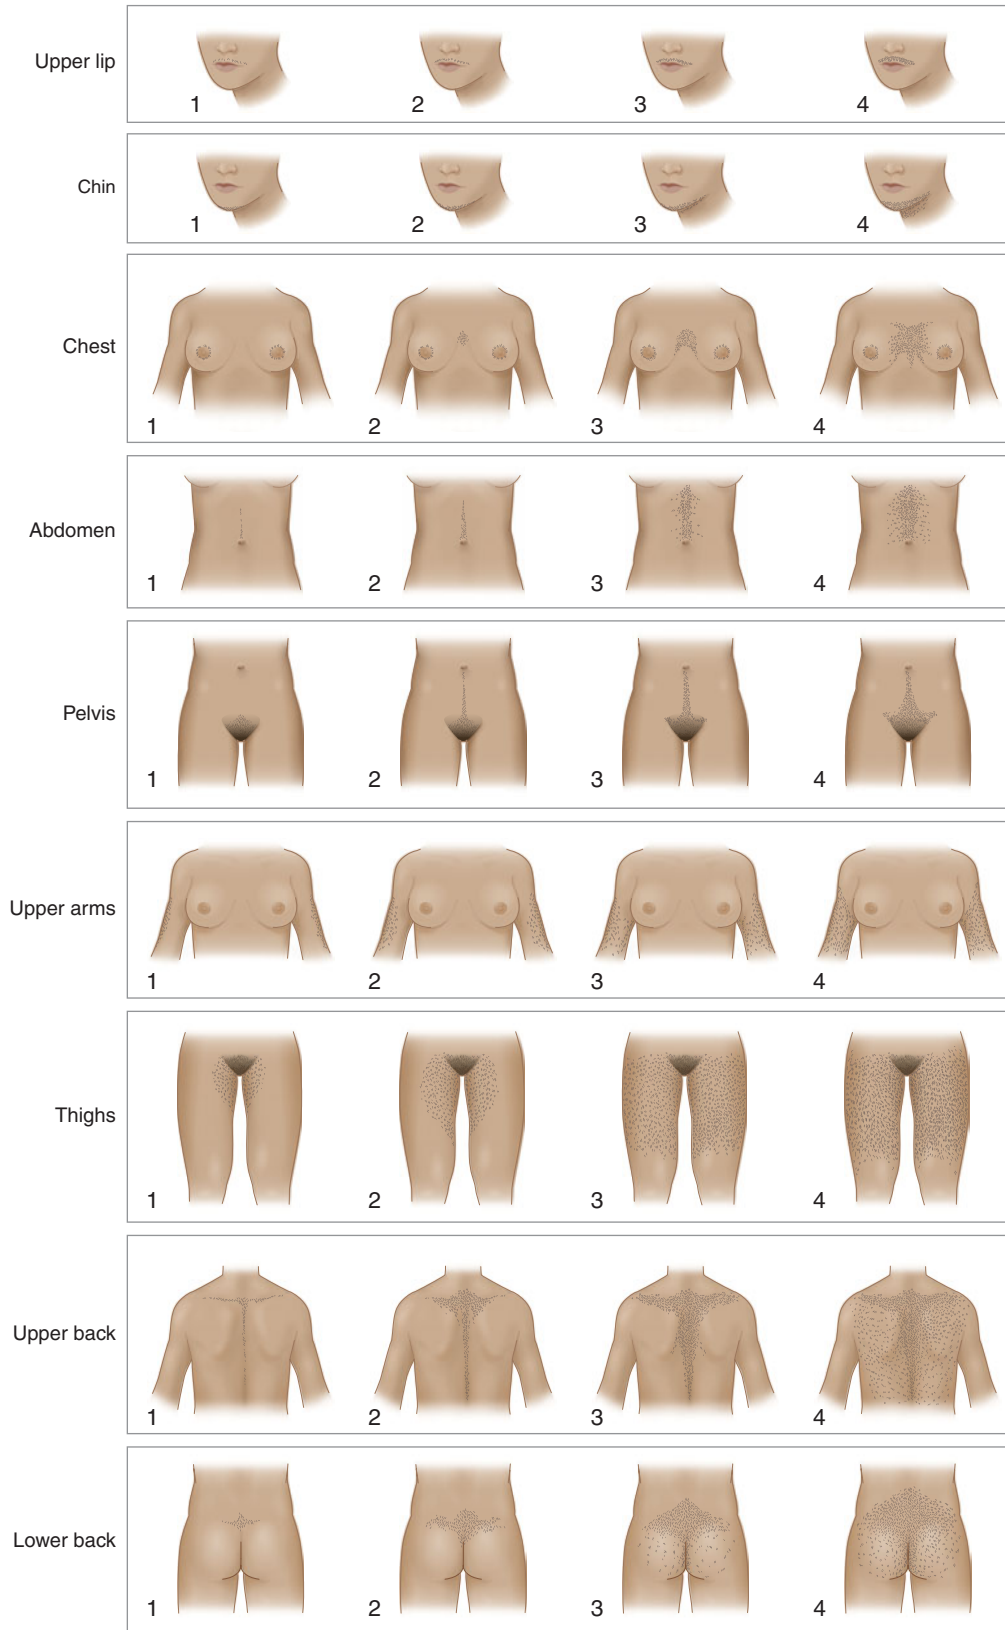 Upper lip
1 2 3 4
Chin
1 2 3 4
Chest
1 2 3 4
Abdomen
1 2 3 4
Pelvis
1 2 3 4
Upper arms
1 2 3 4
Thighs
1 2 3 4
Upper back
1 2 3 4
Lower back
1 2 3 4